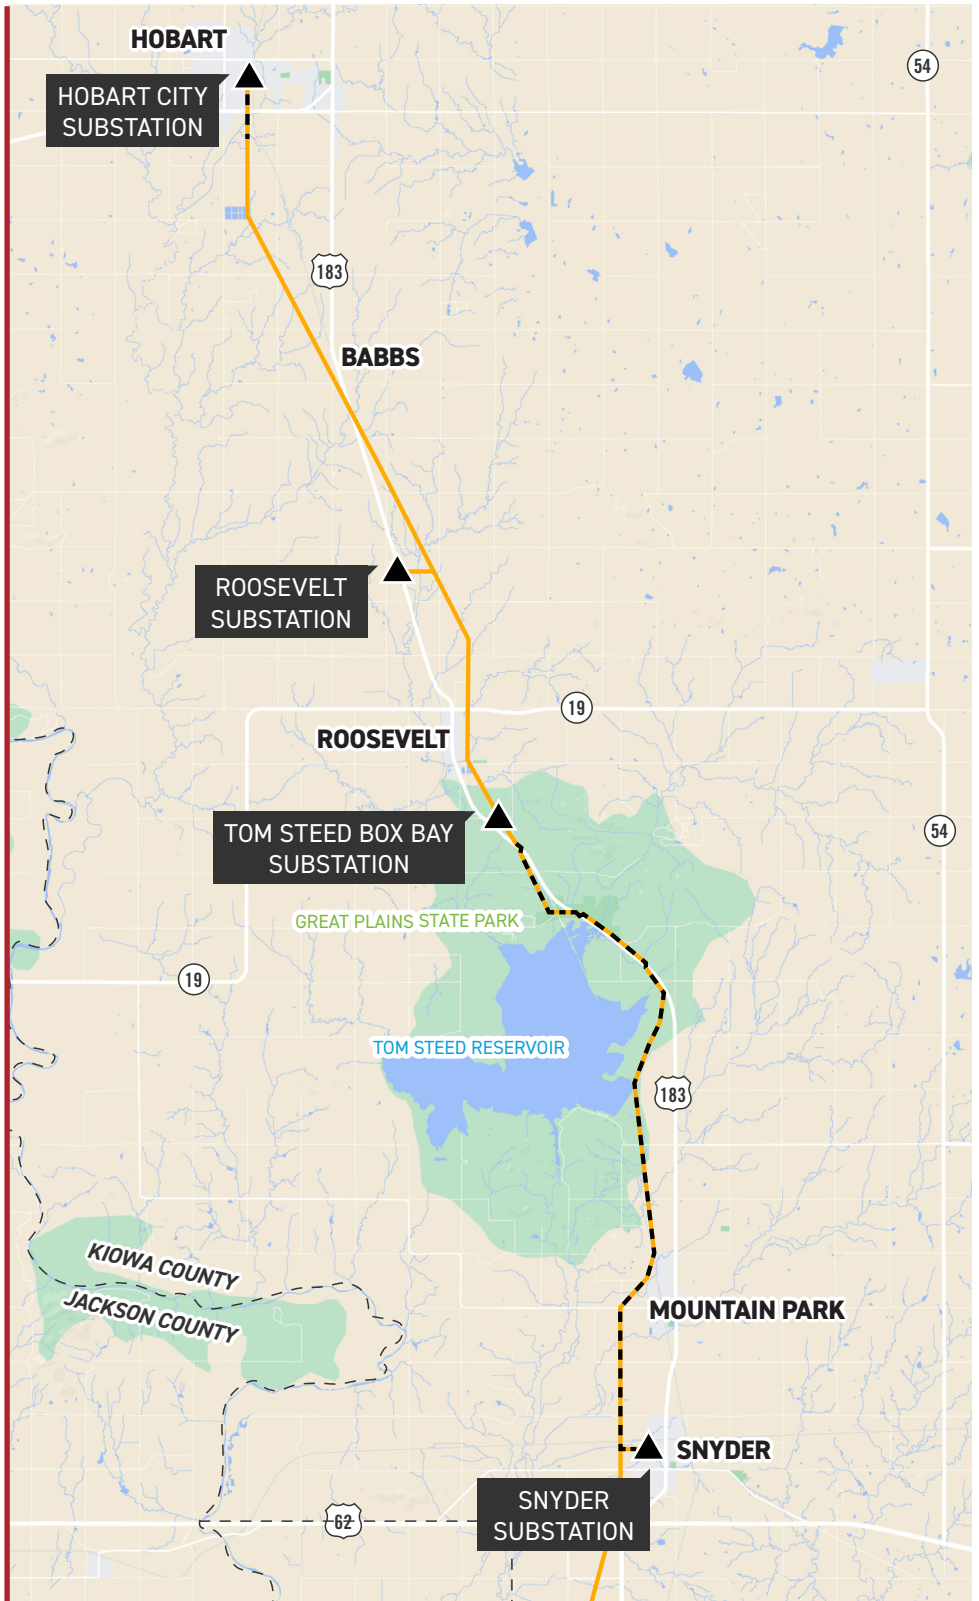 HOBART
54
HOBART CITY
SUBSTATION
183
BABBS
ROOSEVELT
SUBSTATION
19
ROOSEVELT
TOM STEED BOX BAY
SUBSTATION
54
GREAT PLAINS STATE PARK
19
TOM STEED RESERVOIR
183
KIOWA COUNTY
JACKSON COUNTY
MOUNTAIN PARK
SNYDER
SNYDER
SUBSTATION
62